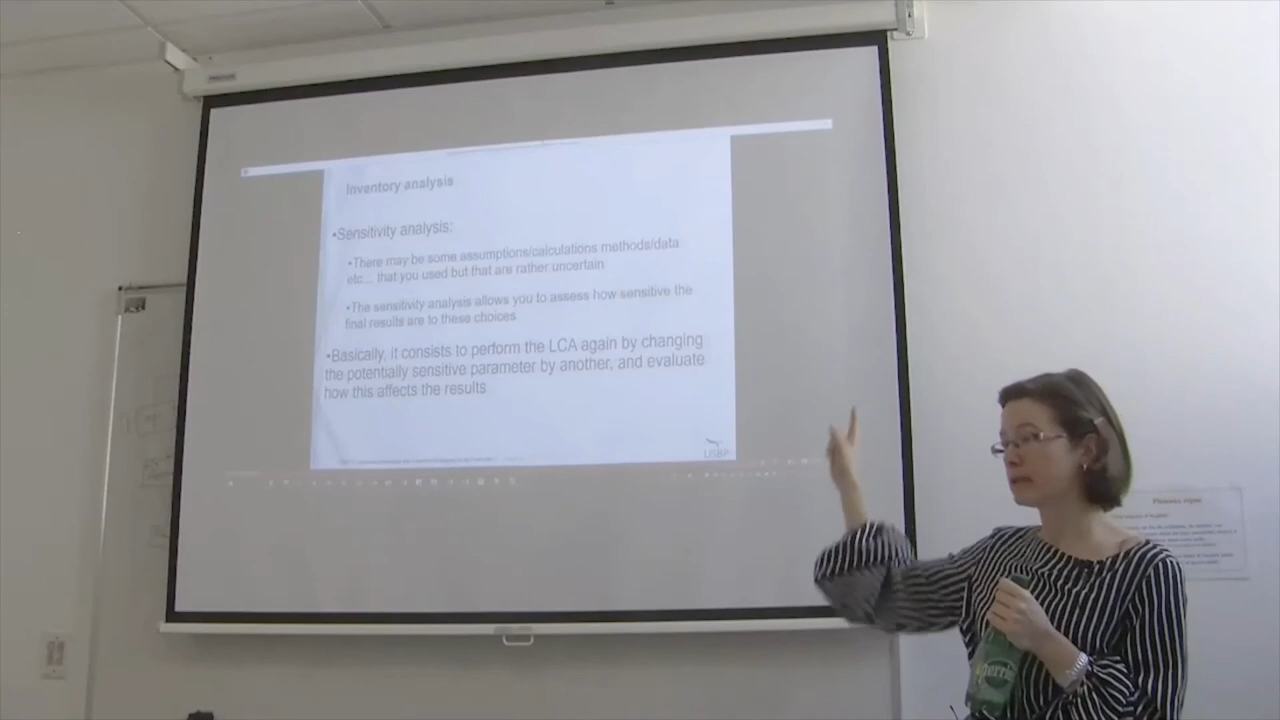 Inventory analysis
•Sensitivity analysis:
•There may be some assumptions/calculations methods/data
etc... that you used but that are rather uncertain
•The sensitivity analysis allows you to assess how sensitive the
final results are to these choices
•Basically, it consists to perform the LCA again by changing
the potentially sensitive parameter by another, and evaluate
how this affects the results
USBP
perri